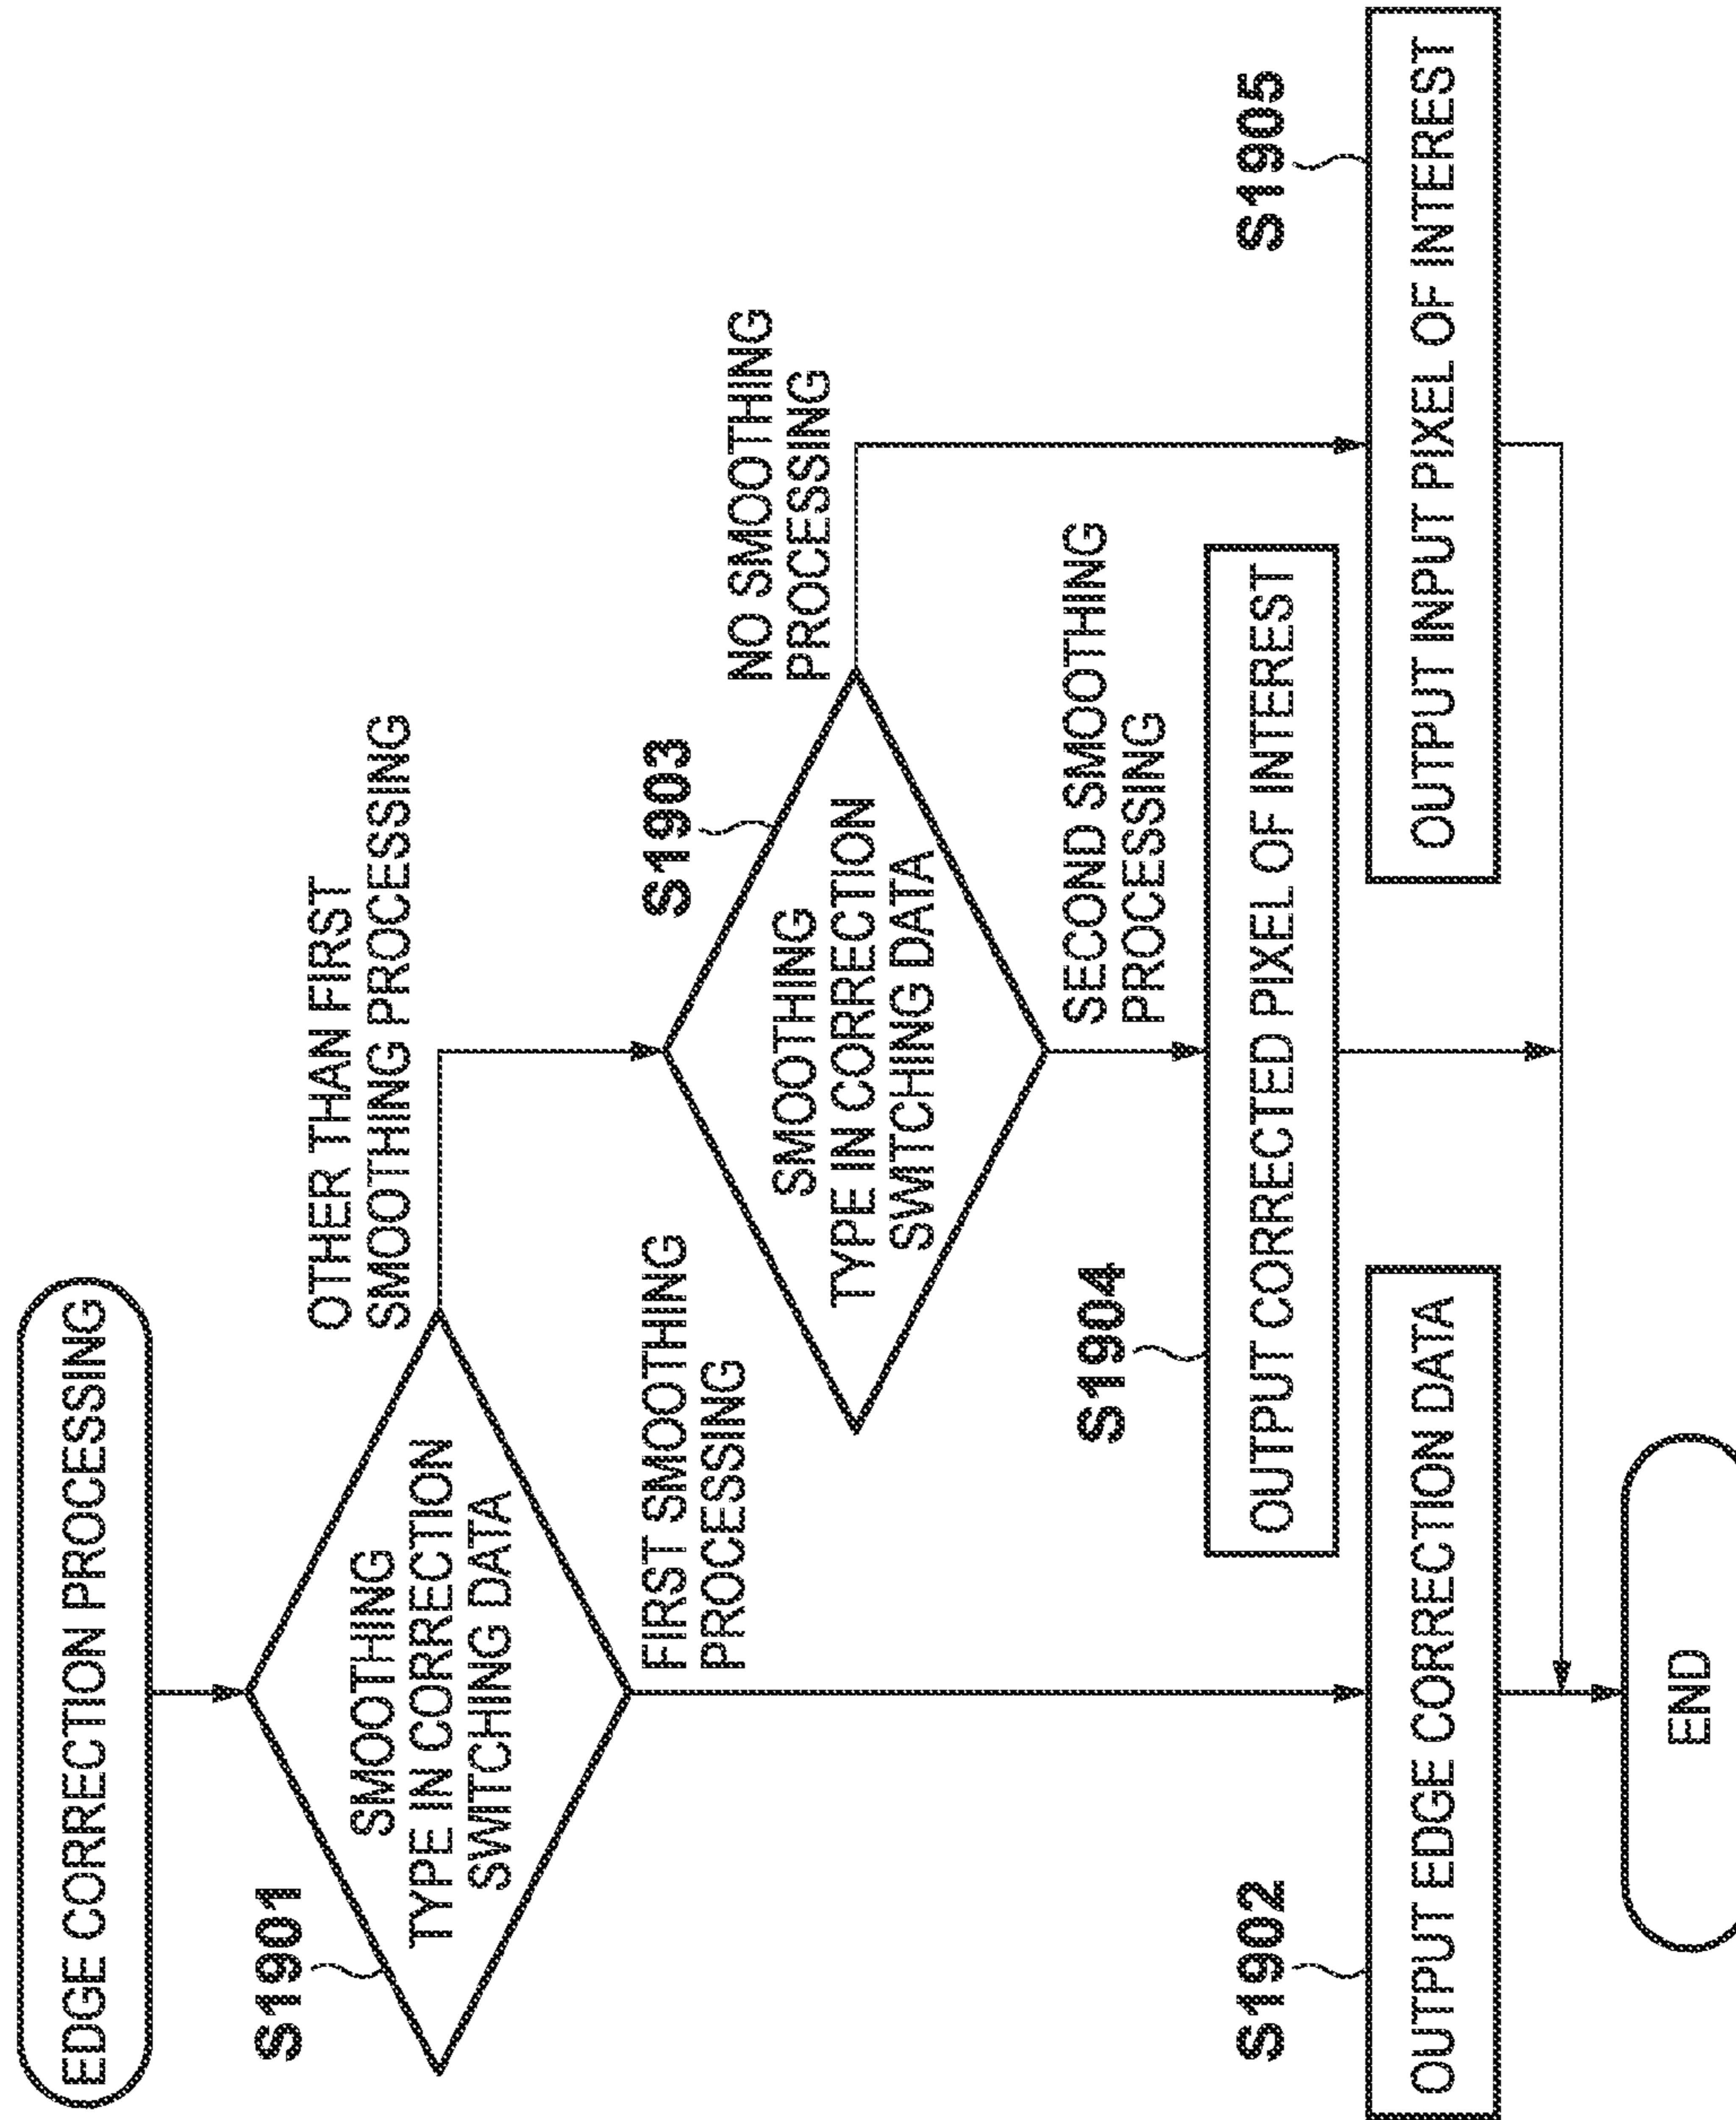 EDGE CORRECTION PROCESSING
S1901
SMOOTHING
TYPE IN CORRECTION
SWITCHING DATA
OTHER THAN FIRST
SMOOTHING PROCESSING
FIRST SMOOTHING
PROCESSING
S1903
SMOOTHING
TYPE IN CORRECTION
SWITCHING DATA
NO SMOOTHING
PROCESSING
SECOND SMOOTHING
PROCESSING
S1904
OUTPUT CORRECTED PIXEL OF INTEREST
S1902
OUTPUT EDGE CORRECTION DATA
S1905
OUTPUT INPUT PIXEL OF INTEREST
END